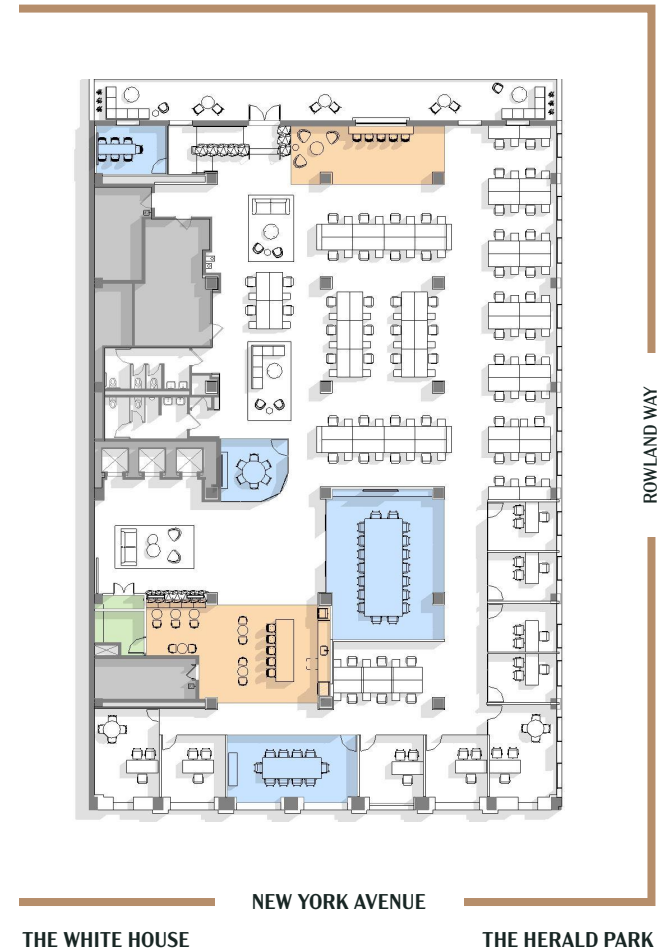 ROWLAND WAY
NEW YORK AVENUE
THE WHITE HOUSE
THE HERALD PARK